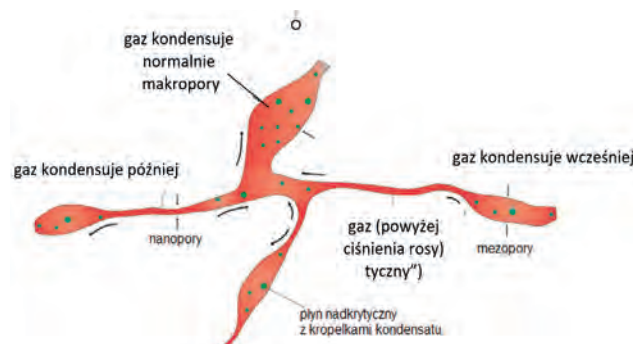 gaz kondensuje
normalnie
makropory
gaz kondensuje później
gaz kondensuje wcześniej
nanopory
gaz (powyżej
ciśnienia rosy)
tyczny")
mezopory
płyn nadkrytyczny
z kropelkami kondensatu